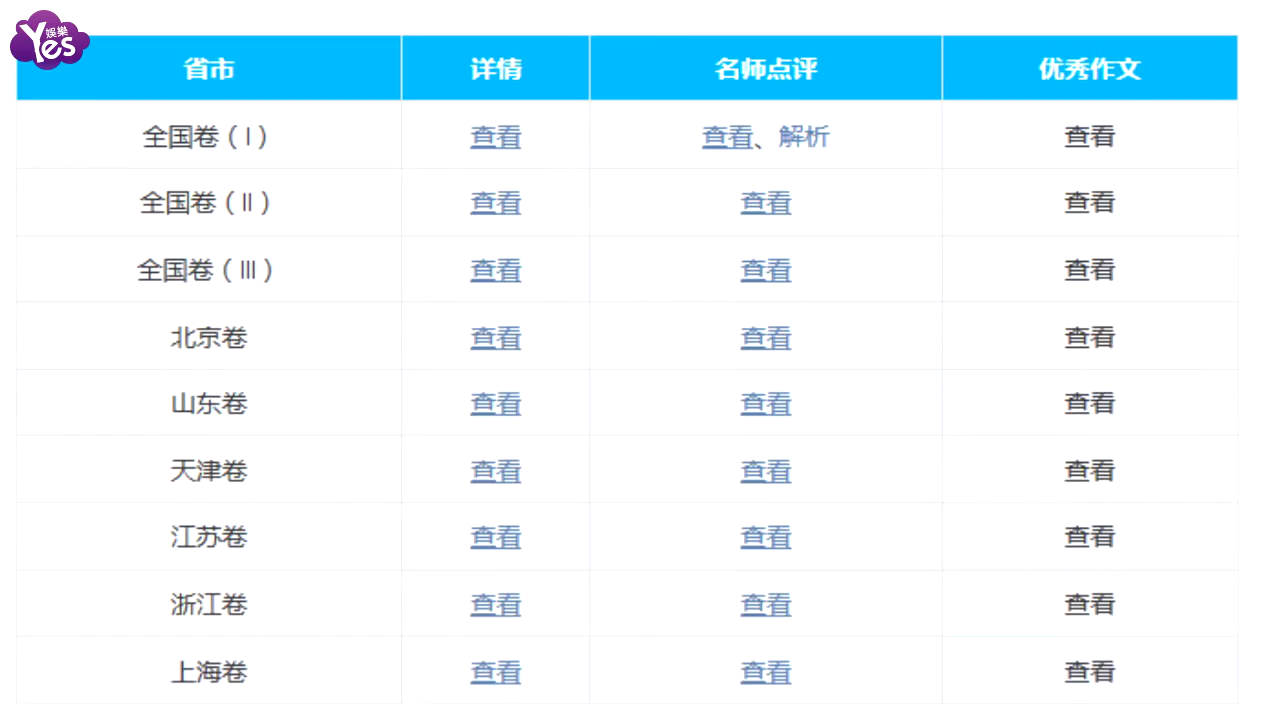 Yes娱樂
省市 详情 名师点评 优秀作文
全国卷（I） 查看 查看、解析 查看
全国卷（II） 查看 查看 查看
全国卷（III） 查看 查看 查看
北京卷 查看 查看 查看
山东卷 查看 查看 查看
天津卷 查看 查看 查看
江苏卷 查看 查看 查看
浙江卷 查看 查看 查看
上海卷 查看 查看 查看